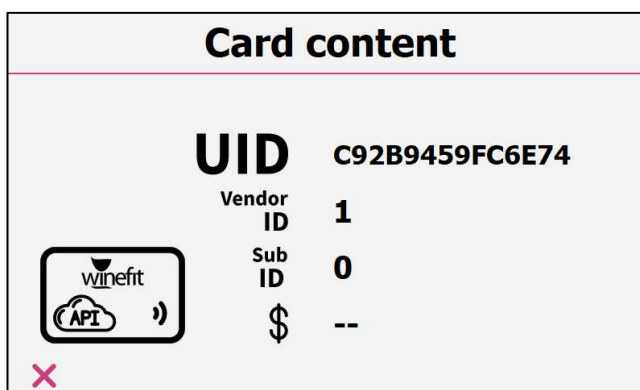 Card content
UID C92B9459FC6E74
Vendor
ID 1
Sub
ID 0
$ --
winefit
API